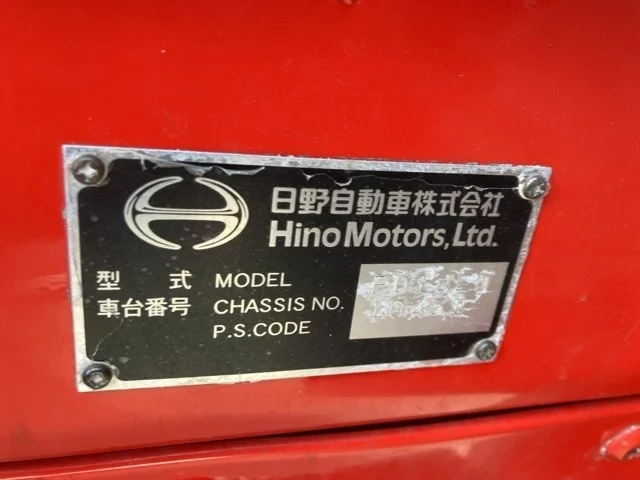 日野自動車株式会社
Hino Motors, Ltd.
型 式 MODEL
車台番号 CHASSIS NO.
P.S.CODE